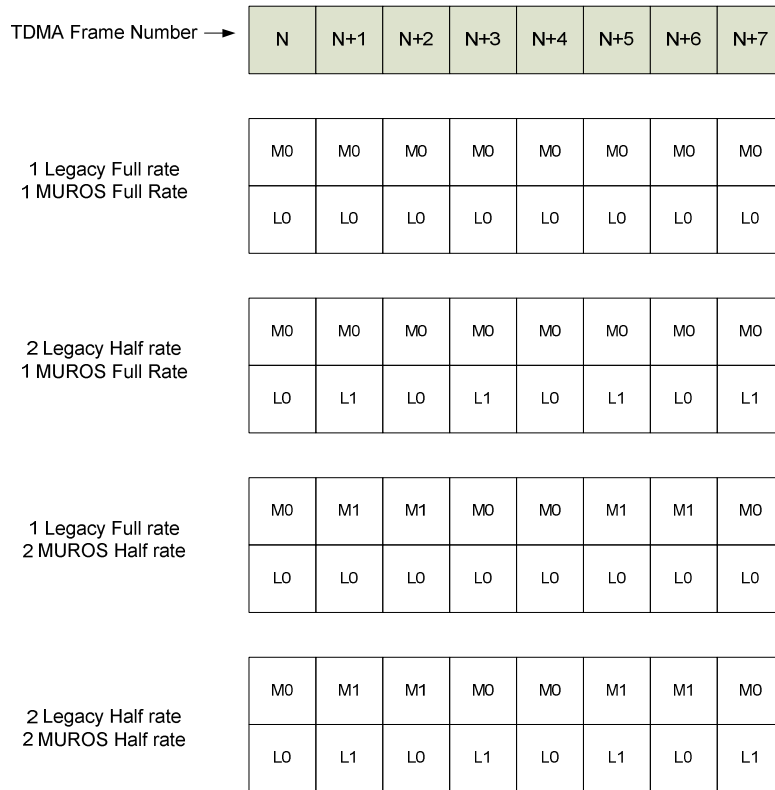 TDMA Frame Number N N+1 N+2 N+3 N+4 N+5 N+6 N+7
1 Legacy Full rate
1 MUROS Full Rate
M0 M0 M0 M0 M0 M0 M0 M0
L0 L0 L0 L0 L0 L0 L0 L0
2 Legacy Half rate
1 MUROS Full Rate
M0 M0 M0 M0 M0 M0 M0 M0
L0 L1 L0 L1 L0 L1 L0 L1
1 Legacy Full rate
2 MUROS Half rate
M0 M1 M1 M0 M0 M1 M1 M0
L0 L0 L0 L0 L0 L0 L0 L0
2 Legacy Half rate
2 MUROS Half rate
M0 M1 M1 M0 M0 M1 M1 M0
L0 L1 L0 L1 L0 L1 L0 L1